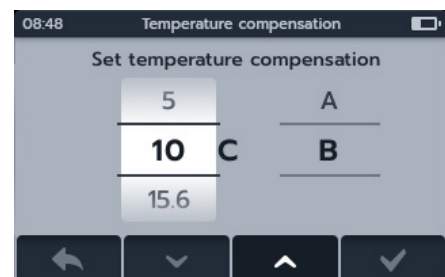 08:48 Temperature compensation
Set temperature compensation
5 A
10 C B
15.6